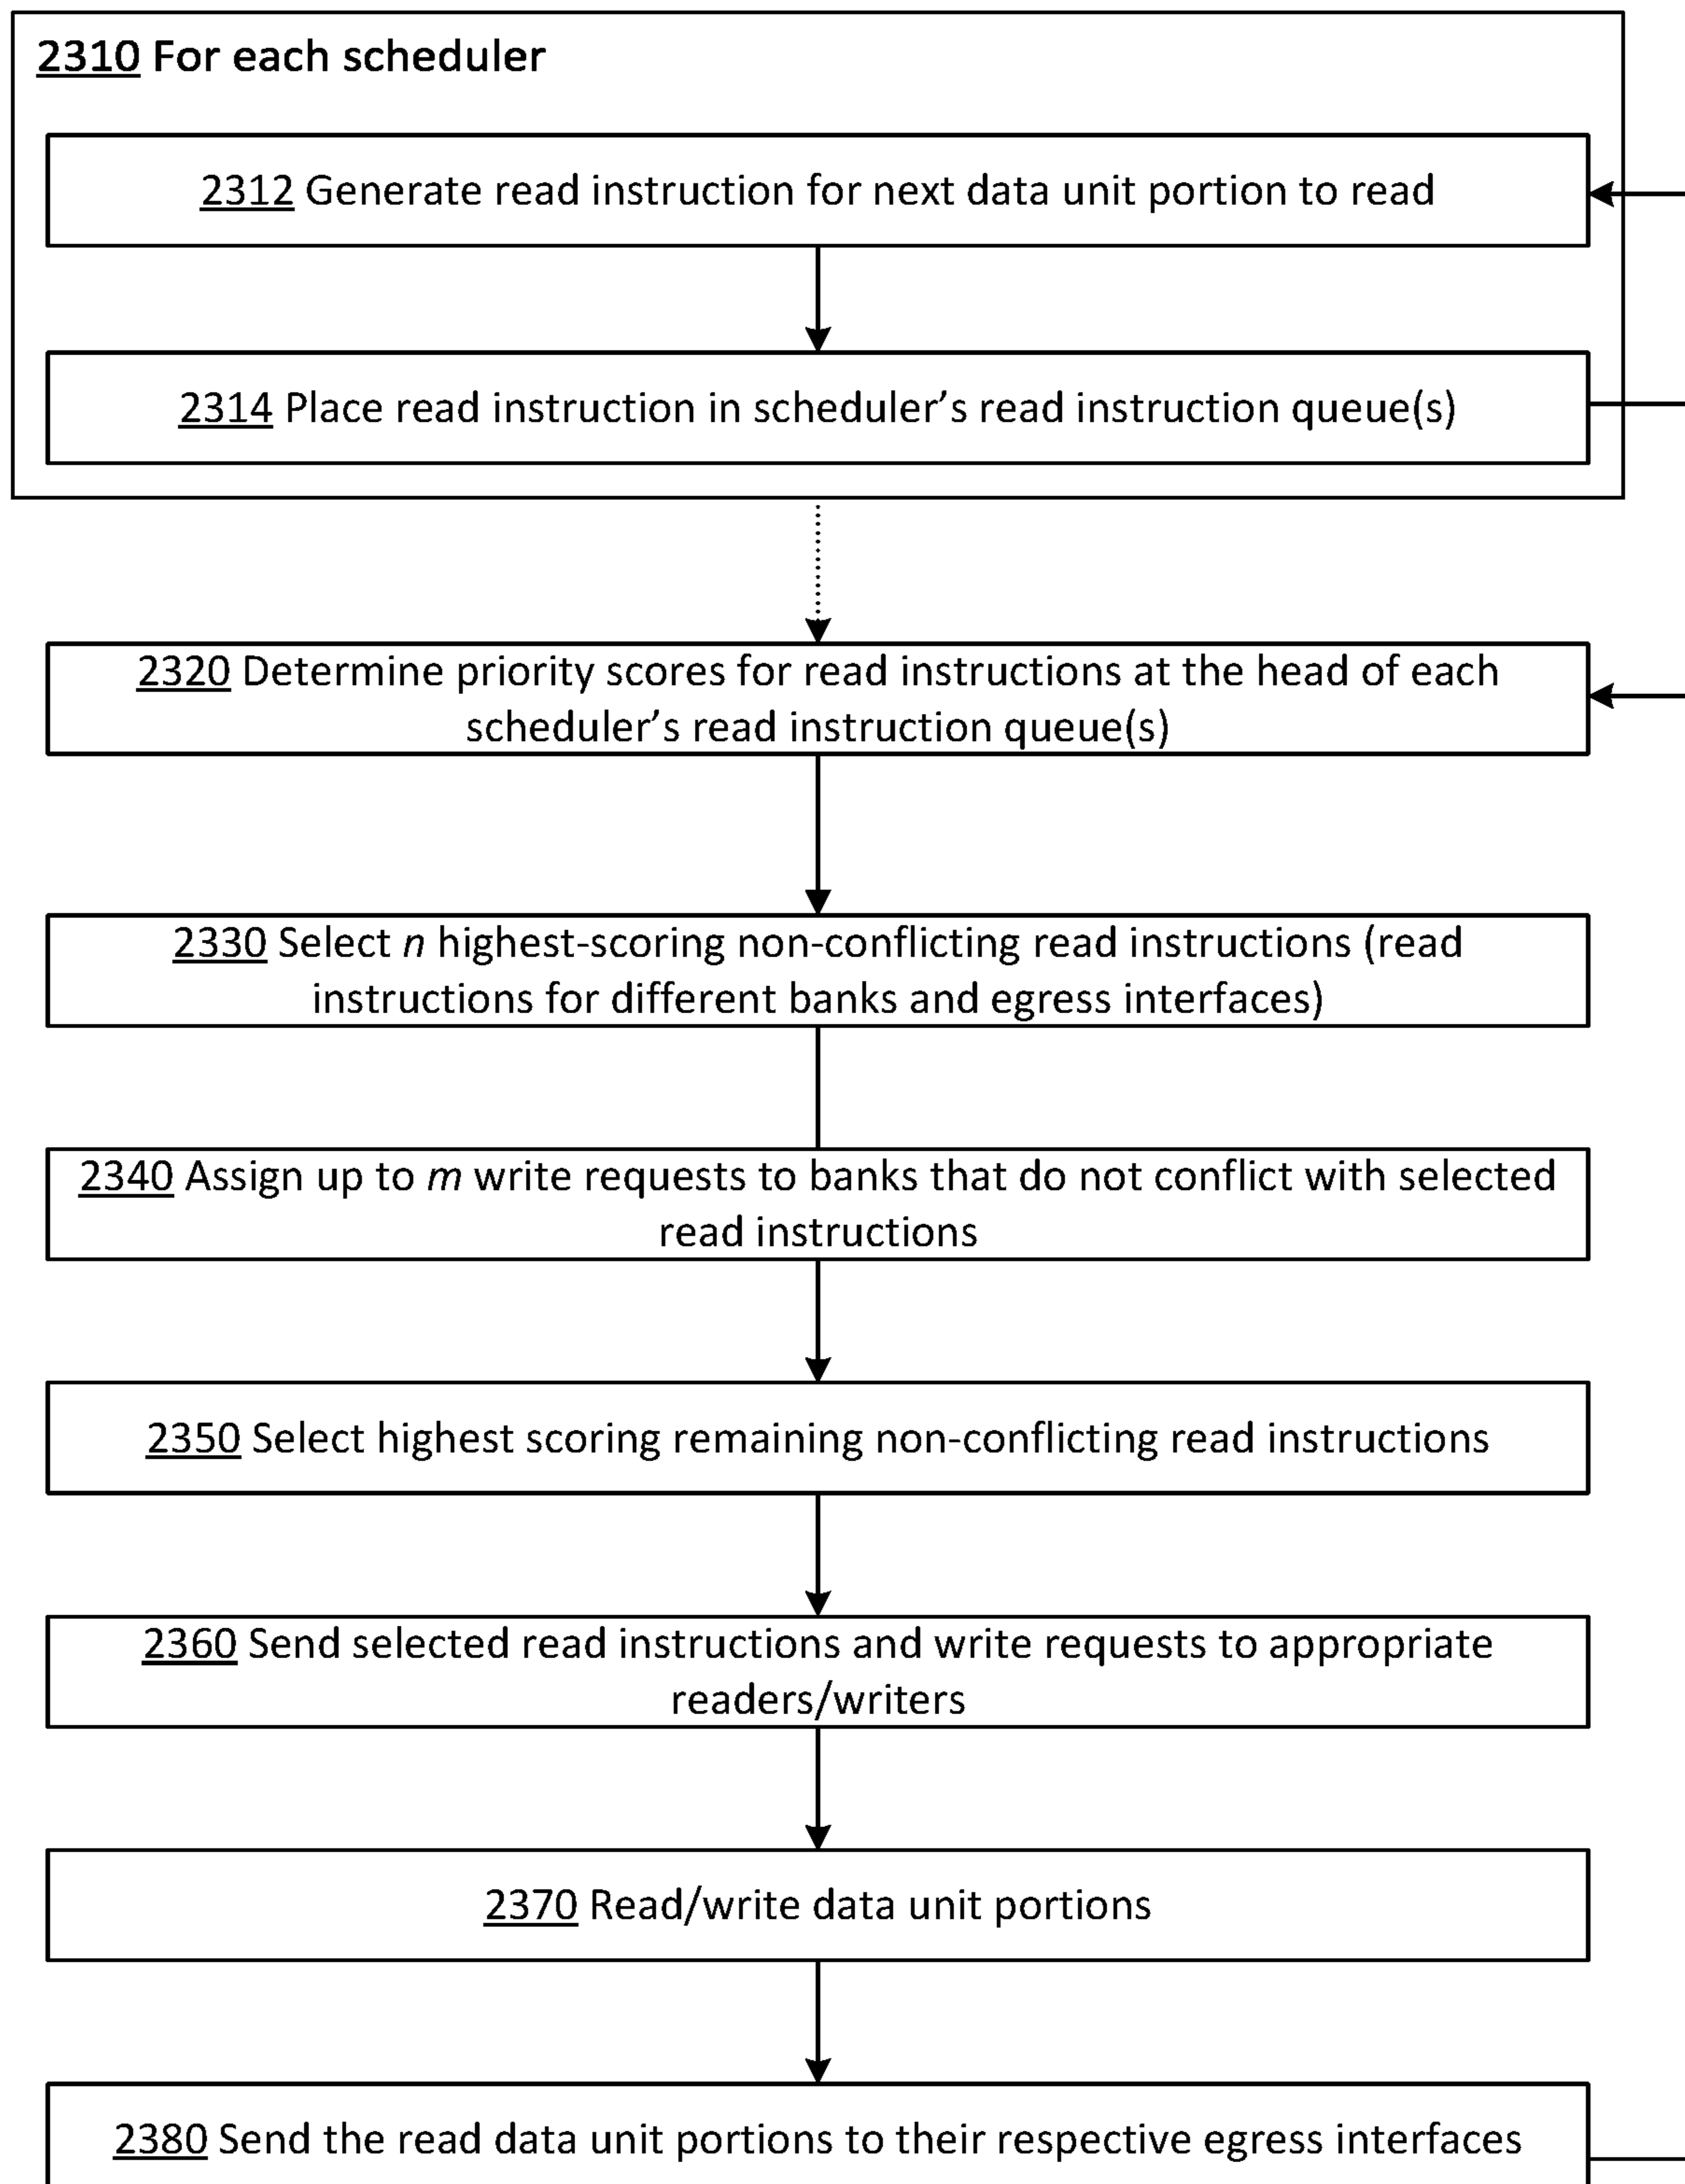 2310 For each scheduler
2312 Generate read instruction for next data unit portion to read
2314 Place read instruction in scheduler’s read instruction queue(s)
2320 Determine priority scores for read instructions at the head of each
scheduler’s read instruction queue(s)
2330 Select n highest-scoring non-conflicting read instructions (read
instructions for different banks and egress interfaces)
2340 Assign up to m write requests to banks that do not conflict with selected
read instructions
2350 Select highest scoring remaining non-conflicting read instructions
2360 Send selected read instructions and write requests to appropriate
readers/writers
2370 Read/write data unit portions
2380 Send the read data unit portions to their respective egress interfaces